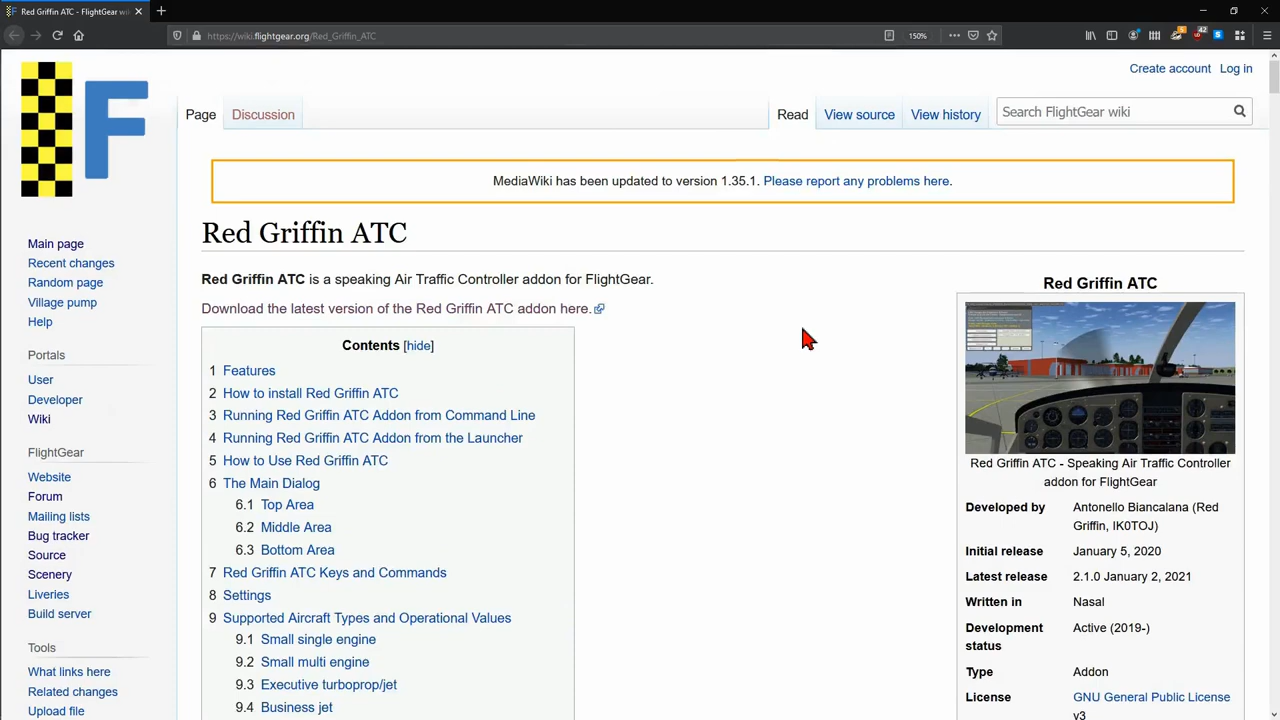 Red Griffin ATC - FlightGear wi
https://wiki.flightgear.org/Red_Griffin_ATC
150%
Create account Log in
Page Discussion Read View source View history Search FlightGear wiki
MediaWiki has been updated to version 1.35.1. Please report any problems here.
Red Griffin ATC
Red Griffin ATC is a speaking Air Traffic Controller addon for FlightGear.
Download the latest version of the Red Griffin ATC addon here.
Main page
Recent changes
Random page
Village pump
Help
Portals
User
Developer
Wiki
FlightGear
Website
Forum
Mailing lists
Bug tracker
Source
Scenery
Liveries
Build server
Tools
What links here
Related changes
Upload file
Contents [hide]
1 Features
2 How to install Red Griffin ATC
3 Running Red Griffin ATC Addon from Command Line
4 Running Red Griffin ATC Addon from the Launcher
5 How to Use Red Griffin ATC
6 The Main Dialog
6.1 Top Area
6.2 Middle Area
6.3 Bottom Area
7 Red Griffin ATC Keys and Commands
8 Settings
9 Supported Aircraft Types and Operational Values
9.1 Small single engine
9.2 Small multi engine
9.3 Executive turboprop/jet
9.4 Business jet
Red Griffin ATC
Red Griffin ATC - Speaking Air Traffic Controller
addon for FlightGear
Developed by Antonello Biancalana (Red
Griffin, IK0TOJ)
Initial release January 5, 2020
Latest release 2.1.0 January 2, 2021
Written in Nasal
Development Active (2019-)
status
Type Addon
License GNU General Public License
v3